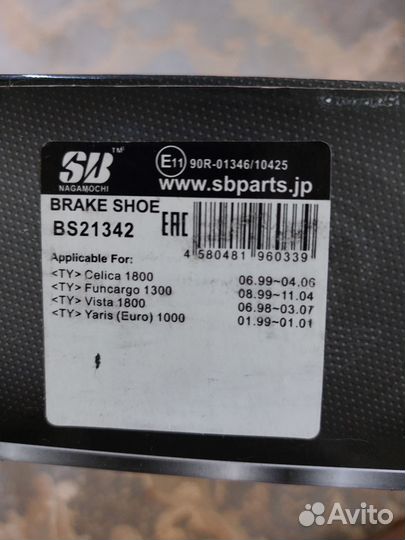 SB TM
NAGAMOCHI
E11 90R-01346/10425
www.sbparts.jp
BRAKE SHOE
BS21342
EAC
4 580481 960339
Applicable For:
<TY> Celica 1800 06.99~04.06
<TY> Funcargo 1300 08.99~11.04
<TY> Vista 1800 06.98~03.07
<TY> Yaris (Euro) 1000 01.99~01.01
Avito